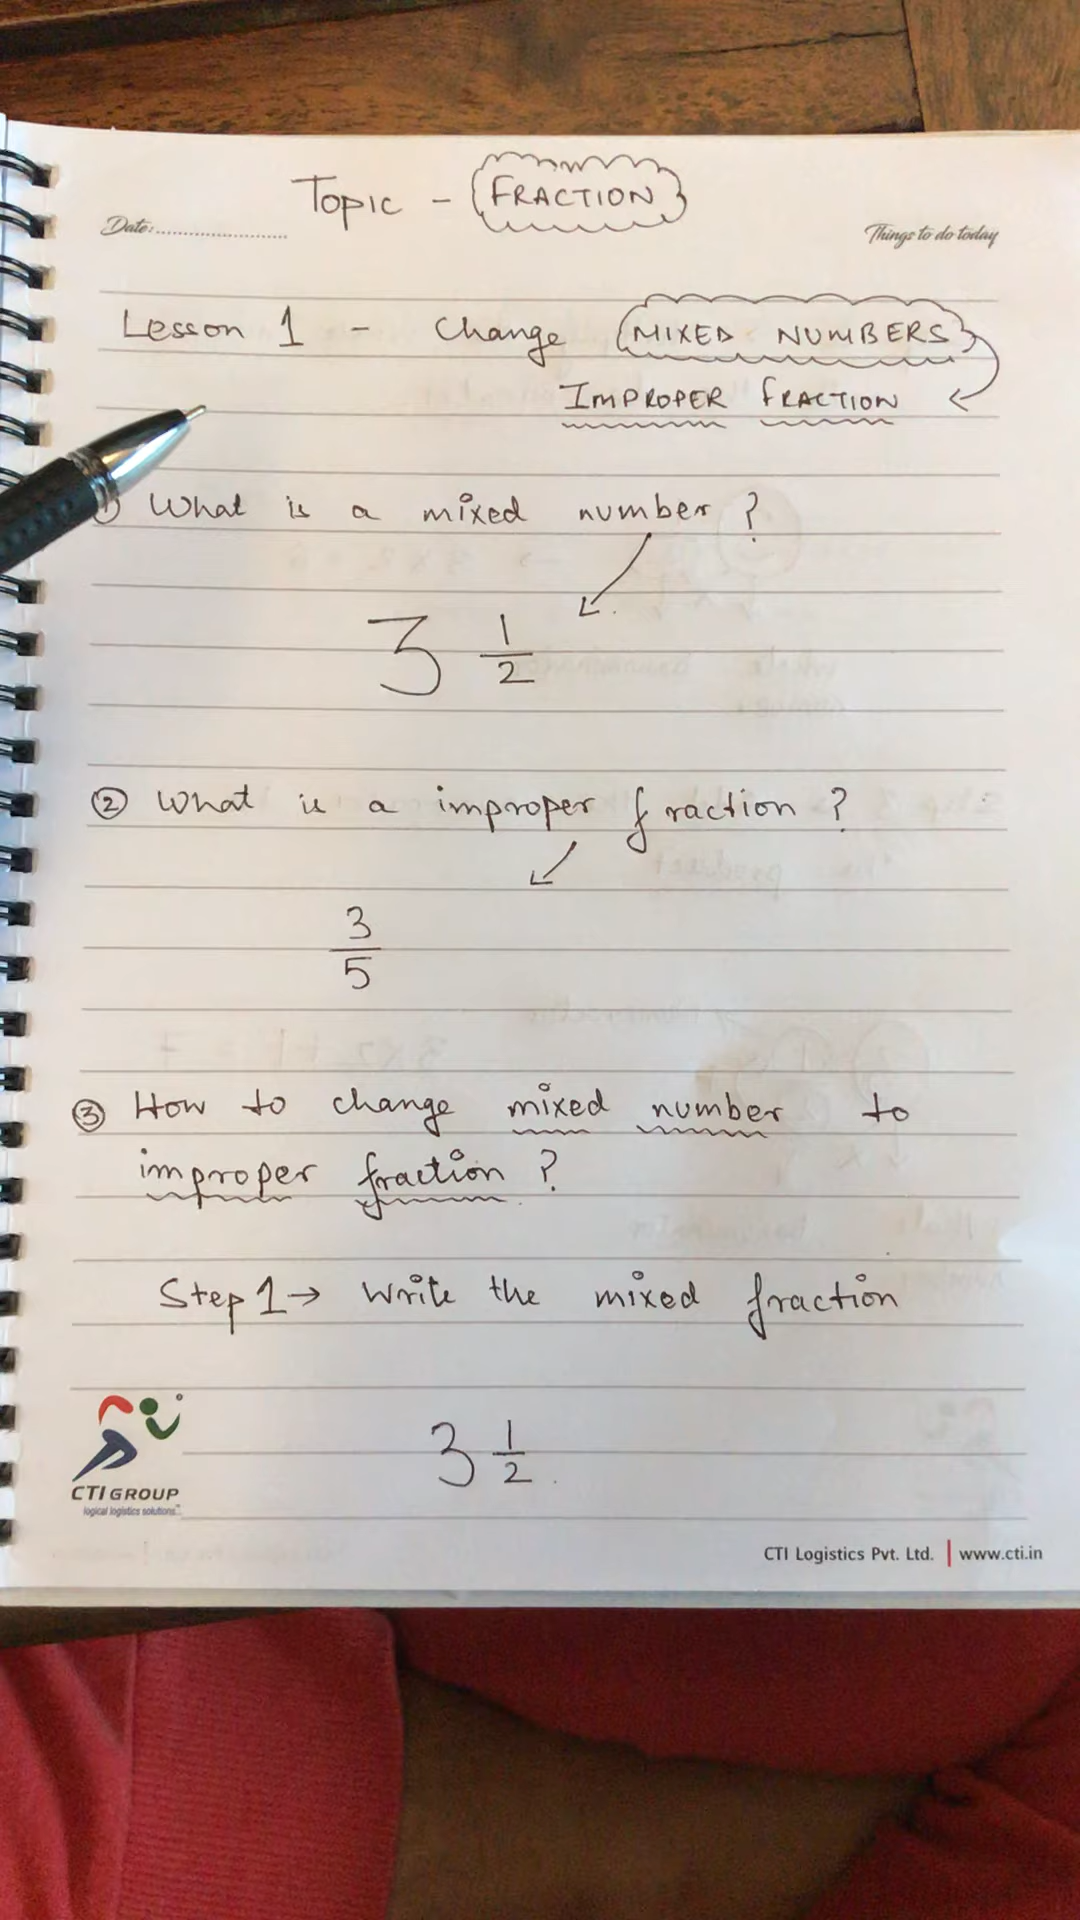 Topic - FRACTION
Date:
Things to do today
Lesson 1 - Change MIXED NUMBERS
IMPROPER FRACTION
1) What is a mixed number ?
3 1/2
② What is a improper fraction ?
3/5
③ How to change mixed number to
improper fraction ?
Step 1 → Write the mixed fraction
3 1/2
CTI GROUP
logical logistics solutions
CTI Logistics Pvt. Ltd. | www.cti.in